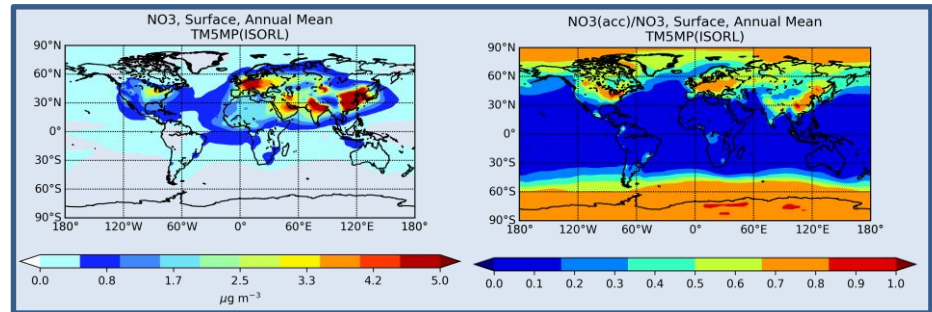 NO3, Surface, Annual Mean
TM5MP(ISORL)
90°N
60°N
30°N
0°
30°S
60°S
90°S
180° 120°W 60°W 0° 60°E 120°E 180°
0.0 0.8 1.7 2.5 3.3 4.2 5.0
µg m⁻³
NO3(acc)/NO3, Surface, Annual Mean
TM5MP(ISORL)
90°N
60°N
30°N
0°
30°S
60°S
90°S
180° 120°W 60°W 0° 60°E 120°E 180°
0.0 0.1 0.2 0.3 0.4 0.5 0.6 0.7 0.8 0.9 1.0